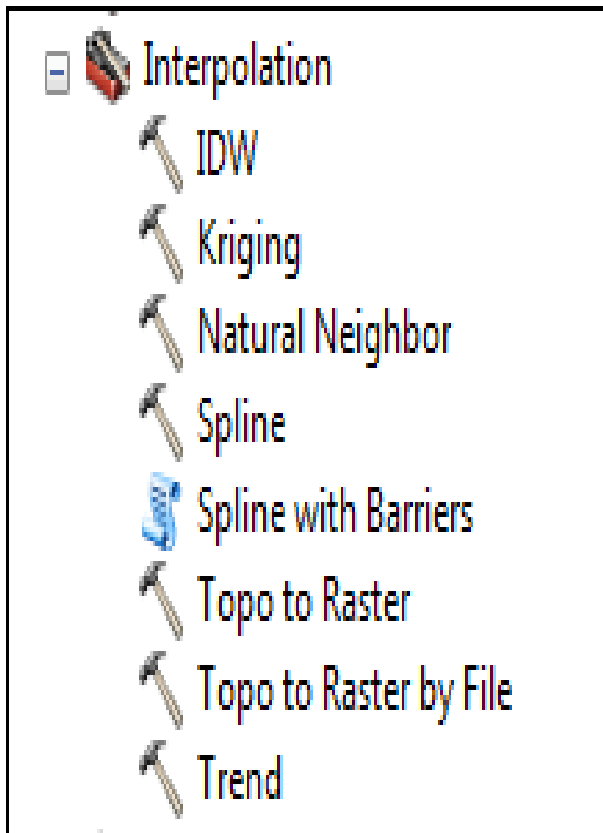 Interpolation
IDW
Kriging
Natural Neighbor
Spline
Spline with Barriers
Topo to Raster
Topo to Raster by File
Trend